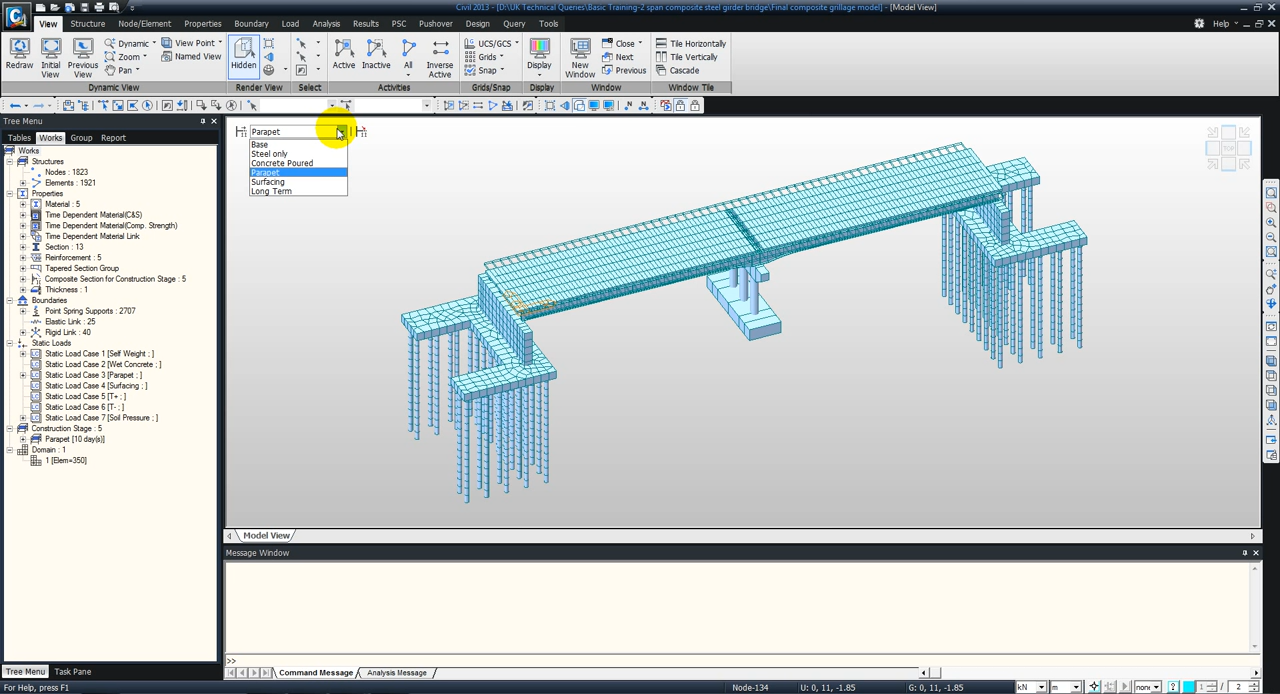 Civil 2013 - [D:\UK Technical Queries\Basic Training-2 span composite steel girder bridge\Final composite grillage model] - [Model View]
View Structure Node/Element Properties Boundary Load Analysis Results PSC Pushover Design Query Tools Help
Redraw Initial View Previous View Dynamic Zoom Pan View Point Named View
Hidden
Active Inactive All Inverse Active
UCS/GCS Grids Snap
Display
New Window Close Next Previous Tile Horizontally Tile Vertically Cascade
Dynamic View Render View Select Activities Grids/Snap Display Window Window Tiles
Tree Menu
Tables Works Group Report
Works
Structures
Nodes : 1823
Elements : 1921
Properties
Material : 5
Time Dependent Material(C&S)
Time Dependent Material(Comp. Strength)
Time Dependent Material Link
Section : 13
Reinforcement : 5
Tapered Section Group
Composite Section for Construction Stage : 5
Thickness : 1
Boundaries
Point Spring Supports : 2707
Elastic Link : 25
Rigid Link : 40
Static Loads
Static Load Case 1 [Self Weight ; ]
Static Load Case 2 [Wet Concrete ; ]
Static Load Case 3 [Parapet ; ]
Static Load Case 4 [Surfacing ; ]
Static Load Case 5 [T+ ; ]
Static Load Case 6 [T- ; ]
Static Load Case 7 [Soil Pressure ; ]
Construction Stage : 5
Parapet [10 day(s)]
Domain : 1
1 [Elem=350]
Tree Menu Task Pane
Parapet
Base
Steel only
Concrete Poured
Parapet
Surfacing
Long Term
TOP
Model View
Message Window
>>
Command Message Analysis Message
For Help, press F1
Node-134
U: 0, 11, -1.85
G: 0, 11, -1.85
kN
m
none
1 / 2